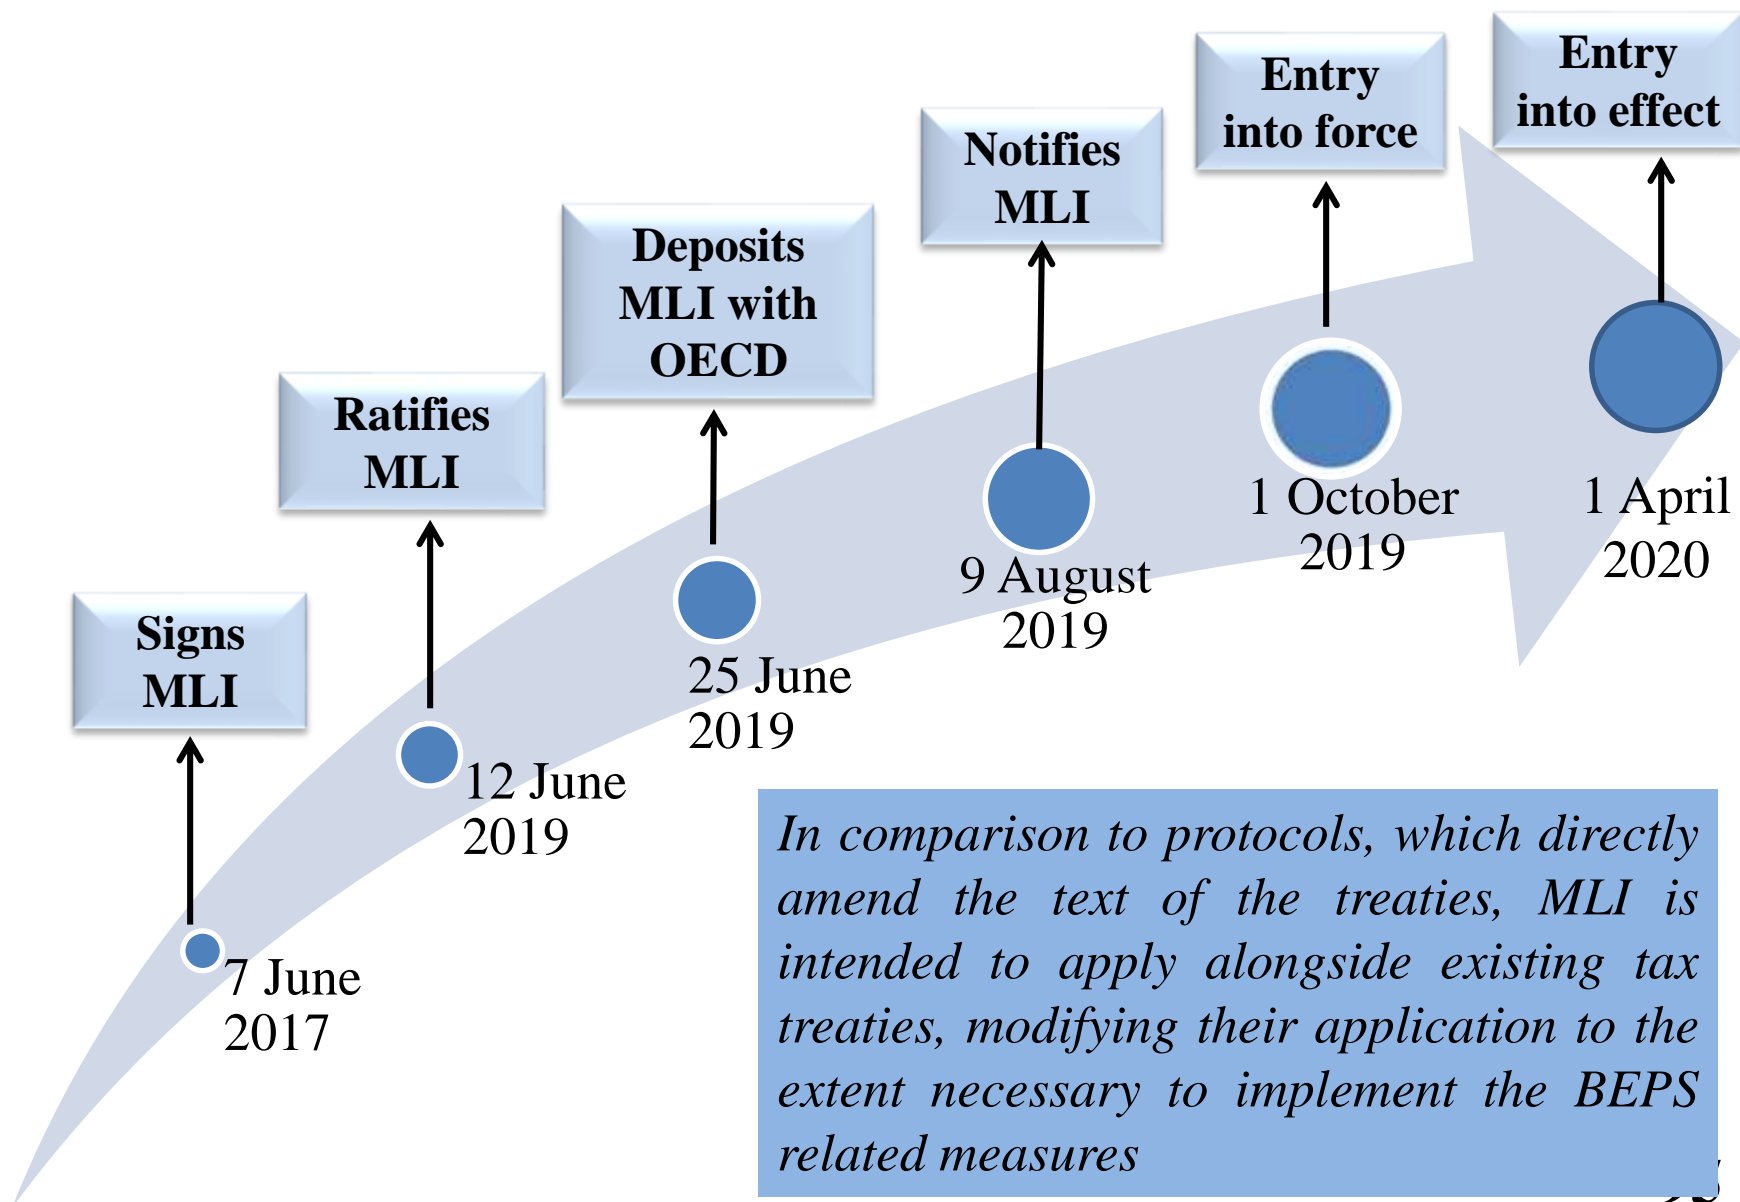 Signs
MLI
7 June
2017
Ratifies
MLI
12 June
2019
Deposits
MLI with
OECD
25 June
2019
Notifies
MLI
9 August
2019
Entry
into force
1 October
2019
Entry
into effect
1 April
2020
In comparison to protocols, which directly
amend the text of the treaties, MLI is
intended to apply alongside existing tax
treaties, modifying their application to the
extent necessary to implement the BEPS
related measures